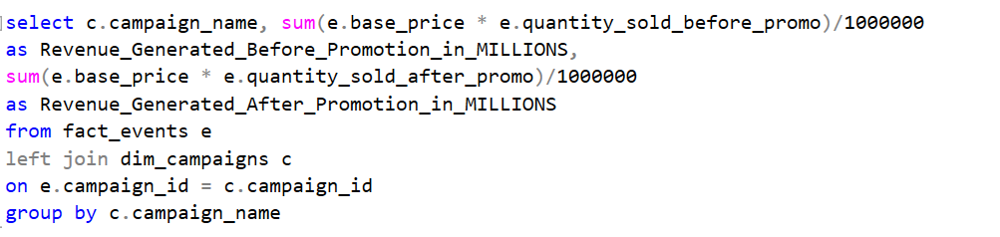 select c.campaign_name, sum(e.base_price * e.quantity_sold_before_promo)/1000000
as Revenue_Generated_Before_Promotion_in_MILLIONS,
sum(e.base_price * e.quantity_sold_after_promo)/1000000
as Revenue_Generated_After_Promotion_in_MILLIONS
from fact_events e
left join dim_campaigns c
on e.campaign_id = c.campaign_id
group by c.campaign_name